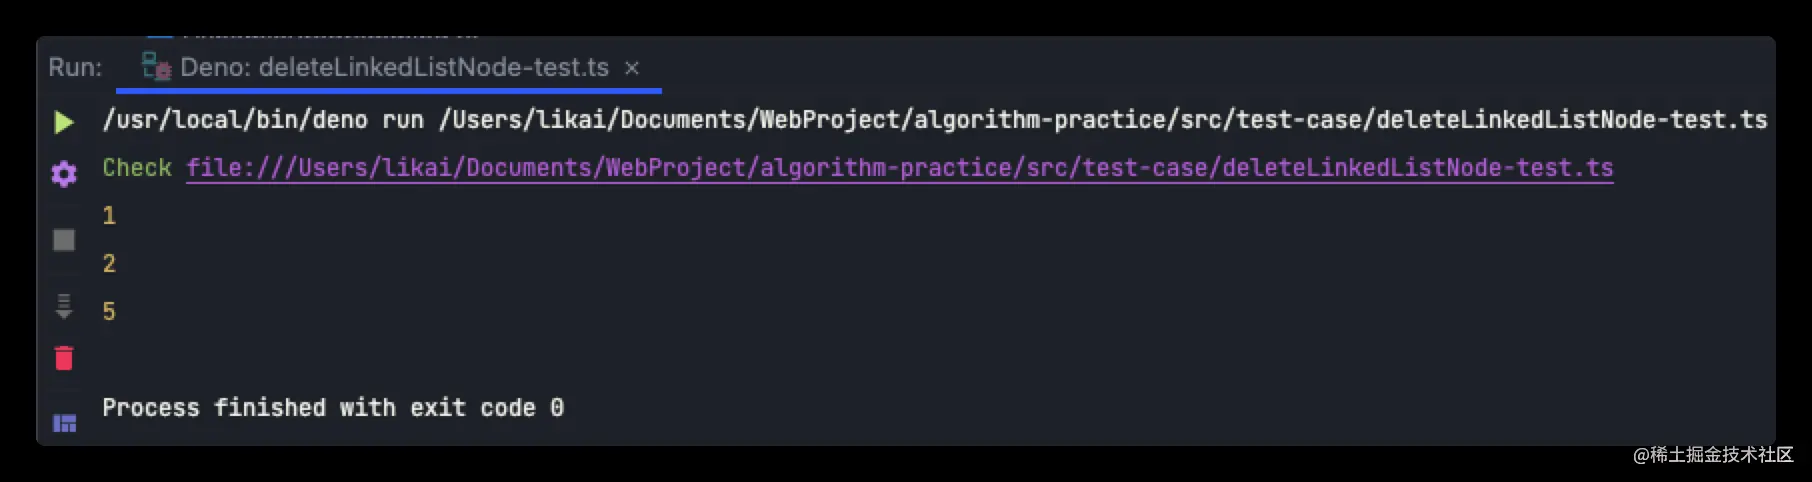 Run: Deno: deleteLinkedListNode-test.ts ×
/usr/local/bin/deno run /Users/likai/Documents/WebProject/algorithm-practice/src/test-case/deleteLinkedListNode-test.ts
Check file:///Users/likai/Documents/WebProject/algorithm-practice/src/test-case/deleteLinkedListNode-test.ts
1
2
5
Process finished with exit code 0
@稀土掘金技术社区